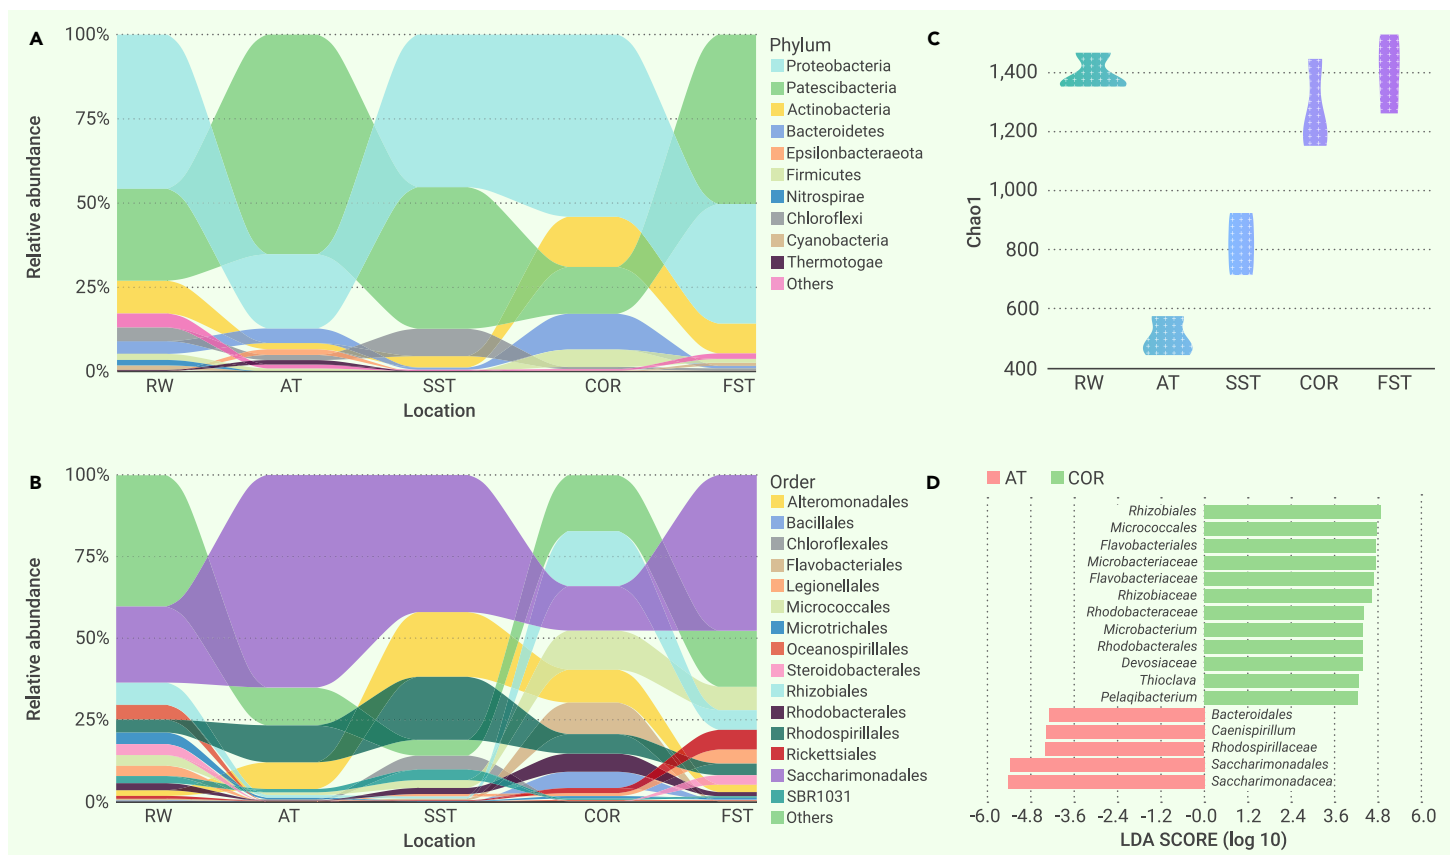 A
100%
75%
50%
25%
0%
Relative abundance
RW
AT
SST
COR
FST
Location
Phylum
Proteobacteria
Patescibacteria
Actinobacteria
Bacteroidetes
Epsilonbacteraeota
Firmicutes
Nitrospirae
Chloroflexi
Cyanobacteria
Thermotogae
Others
B
100%
75%
50%
25%
0%
Relative abundance
RW
AT
SST
COR
FST
Location
Order
Alteromonadales
Bacillales
Chloroflexales
Flavobacteriales
Legionellales
Micrococcales
Microtrichales
Oceanospirillales
Steroidobacterales
Rhizobiales
Rhodobacterales
Rhodospirillales
Rickettsiales
Saccharimonadales
SBR1031
Others
C
1,400
1,200
1,000
800
600
400
Chao1
RW
AT
SST
COR
FST
D
AT
COR
Rhizobiales
Micrococcales
Flavobacteriales
Microbacteriaceae
Flavobacteriaceae
Rhizobiaceae
Rhodobacteraceae
Microbacterium
Rhodobacterales
Devosiaceae
Thioclava
Pelaqibacterium
Bacteroidales
Caenispirillum
Rhodospirillaceae
Saccharimonadales
Saccharimonadacea
-6.0 -4.8 -3.6 -2.4 -1.2 -0.0 1.2 2.4 3.6 4.8 6.0
LDA SCORE (log 10)